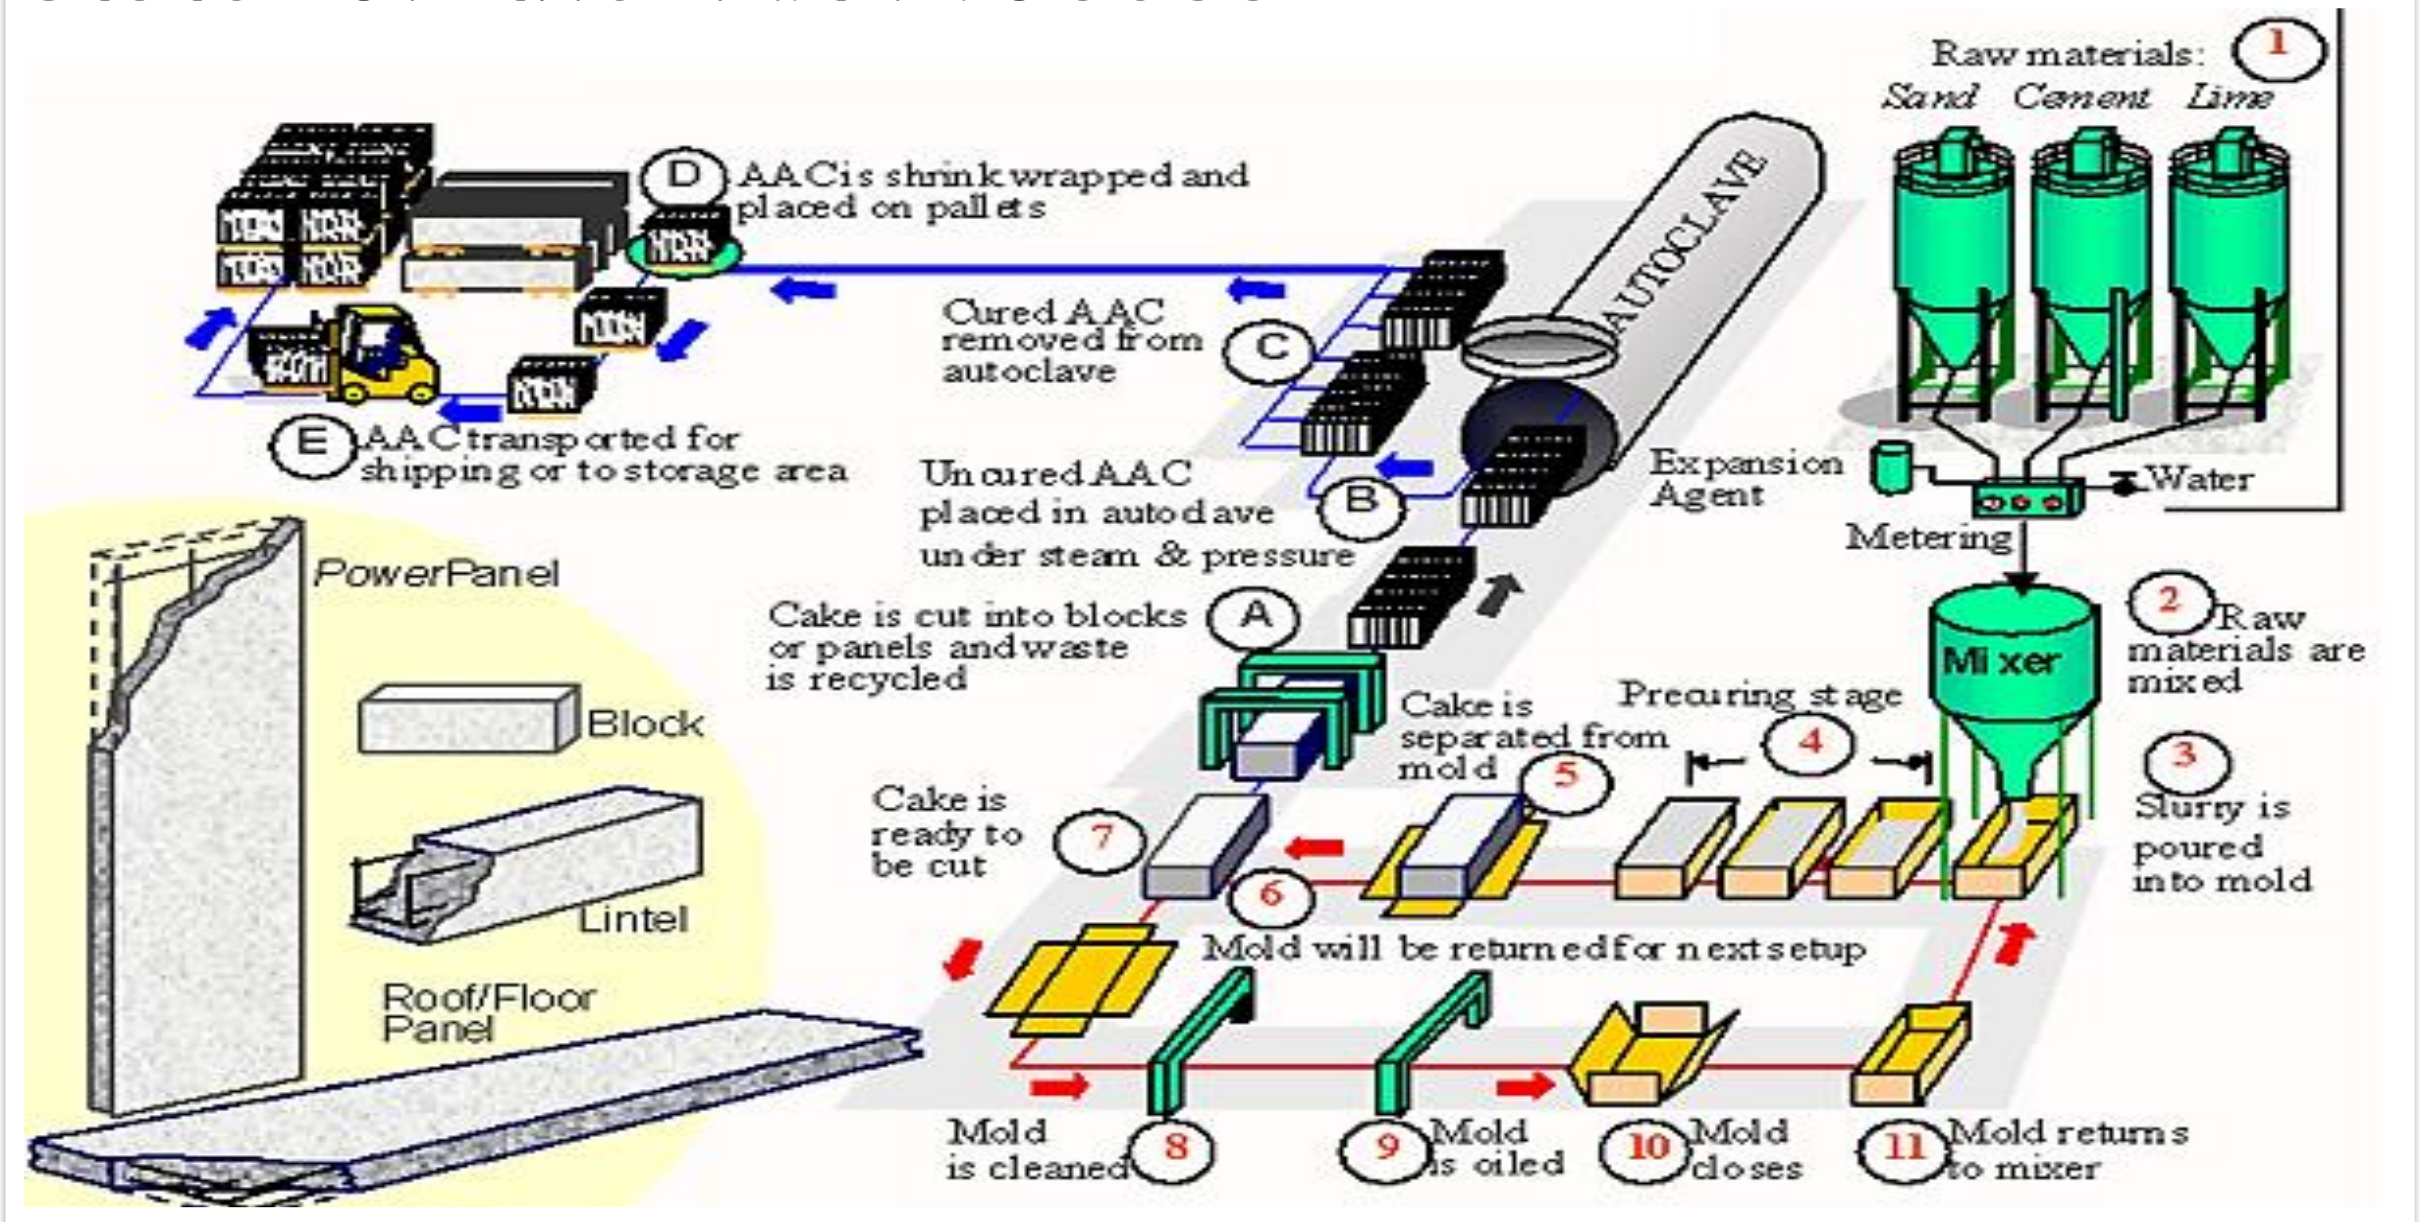 Raw materials: 1
Sand Cement Lime
AUTOCLAVE
D AAC is shrink wrapped and
placed on pallets
Cured AAC
removed from
autoclave
C
E AAC transported for
shipping or to storage area
Uncured AAC
placed in autoclave
under steam & pressure
B
Expansion
Agent
Water
Metering
Mixer
2 Raw
materials are
mixed
Cake is cut into blocks
or panels and waste
is recycled
A
Cake is
separated from
mold
5
Precuring stage
4
3
Slurry is
poured
into mold
Cake is
ready to
be cut
7
6
Mold will be returned for next setup
Mold
is cleaned
8
9 Mold
is oiled
10 Mold
closes
11 Mold returns
to mixer
PowerPanel
Block
Lintel
Roof/Floor
Panel